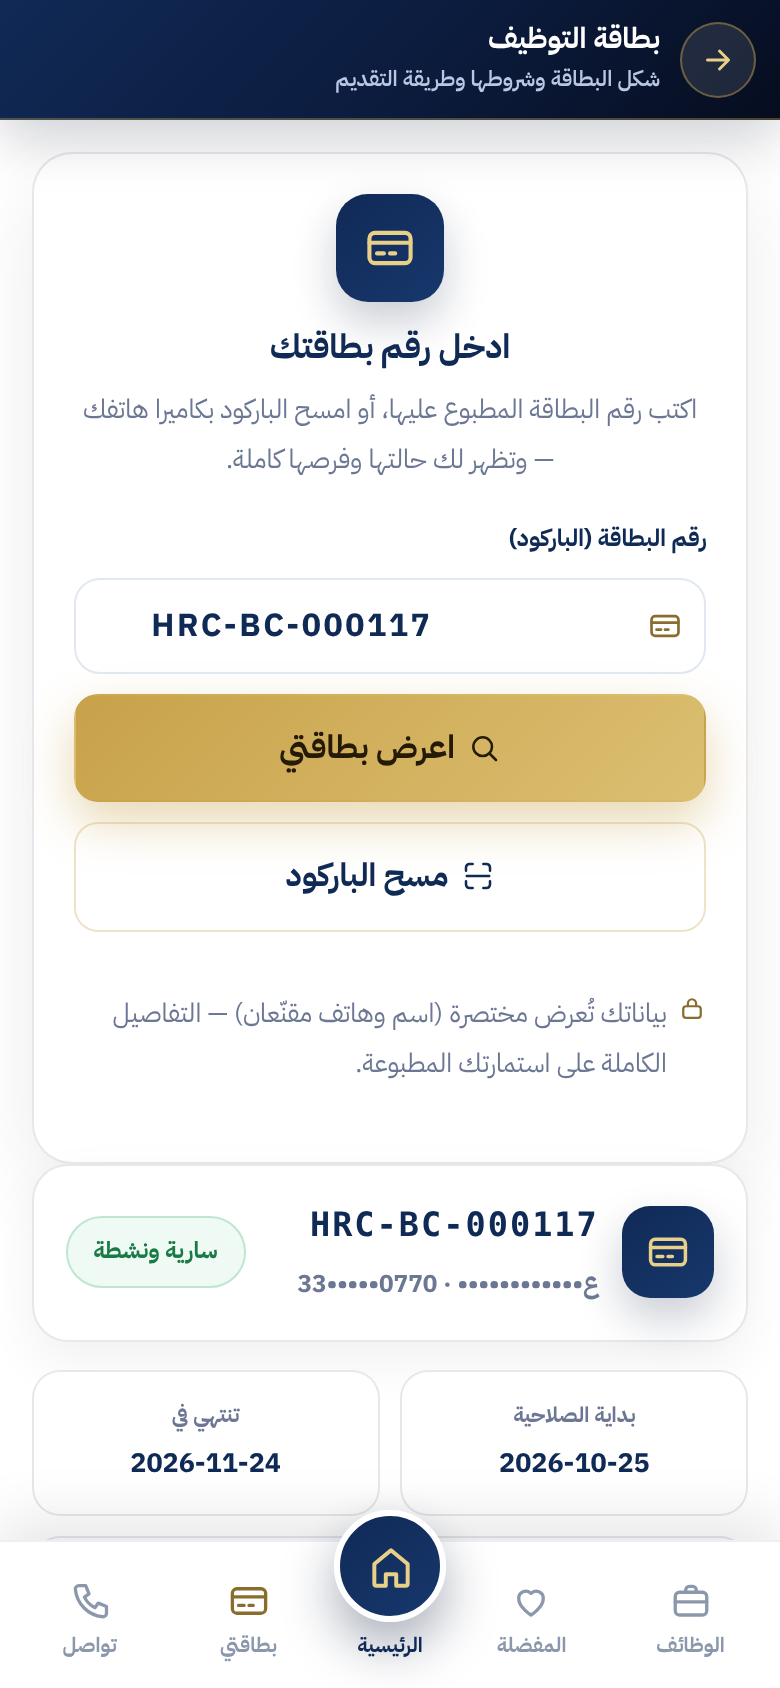 بطاقة التوظيف
شكل البطاقة وشروطها وطريقة التقديم
ادخل رقم بطاقتك
اكتب رقم البطاقة المطبوع عليها، أو امسح الباركود بكاميرا هاتفك
— وتظهر لك حالتها وفرصها كاملة.
رقم البطاقة (الباركود)
HRC-BC-000117
اعرض بطاقتي
مسح الباركود
بياناتك تُعرض مختصرة (اسم وهاتف مقنّعان) — التفاصيل
الكاملة على استمارتك المطبوعة.
HRC-BC-000117
سارية ونشطة
ع•••••••••••• · 0770•••••33
بداية الصلاحية
2026-10-25
تنتهي في
2026-11-24
الوظائف
المفضلة
الرئيسية
بطاقتي
تواصل